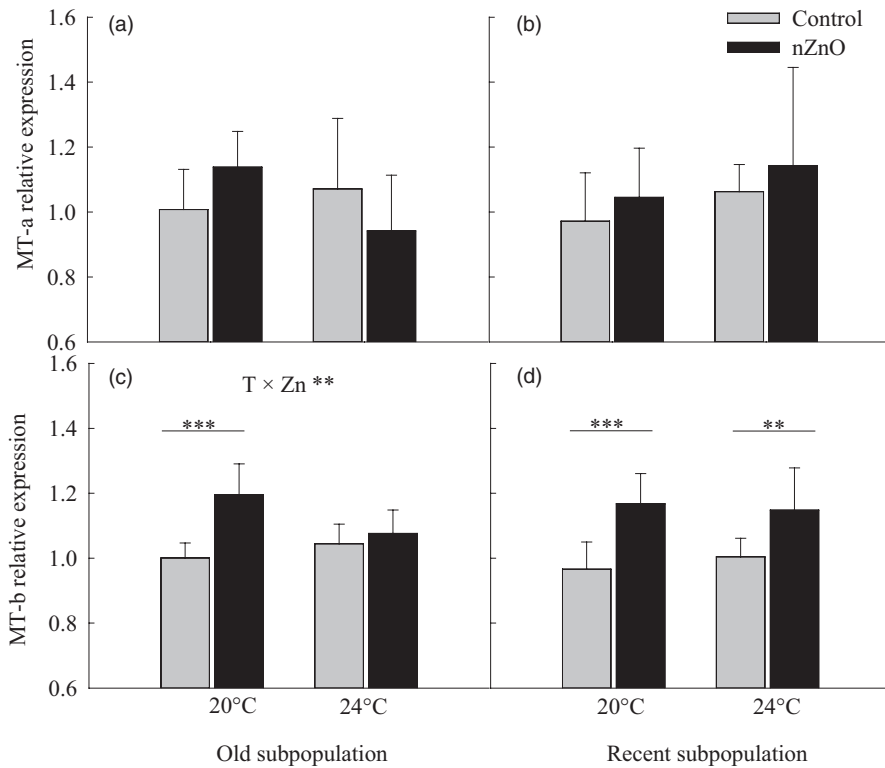 (a)
(b)
Control
nZnO
MT-a relative expression
1.6
1.4
1.2
1.0
0.8
0.6
(c)
T × Zn **
(d)
***
***
**
MT-b relative expression
1.6
1.4
1.2
1.0
0.8
0.6
20°C 24°C 20°C 24°C
Old subpopulation Recent subpopulation